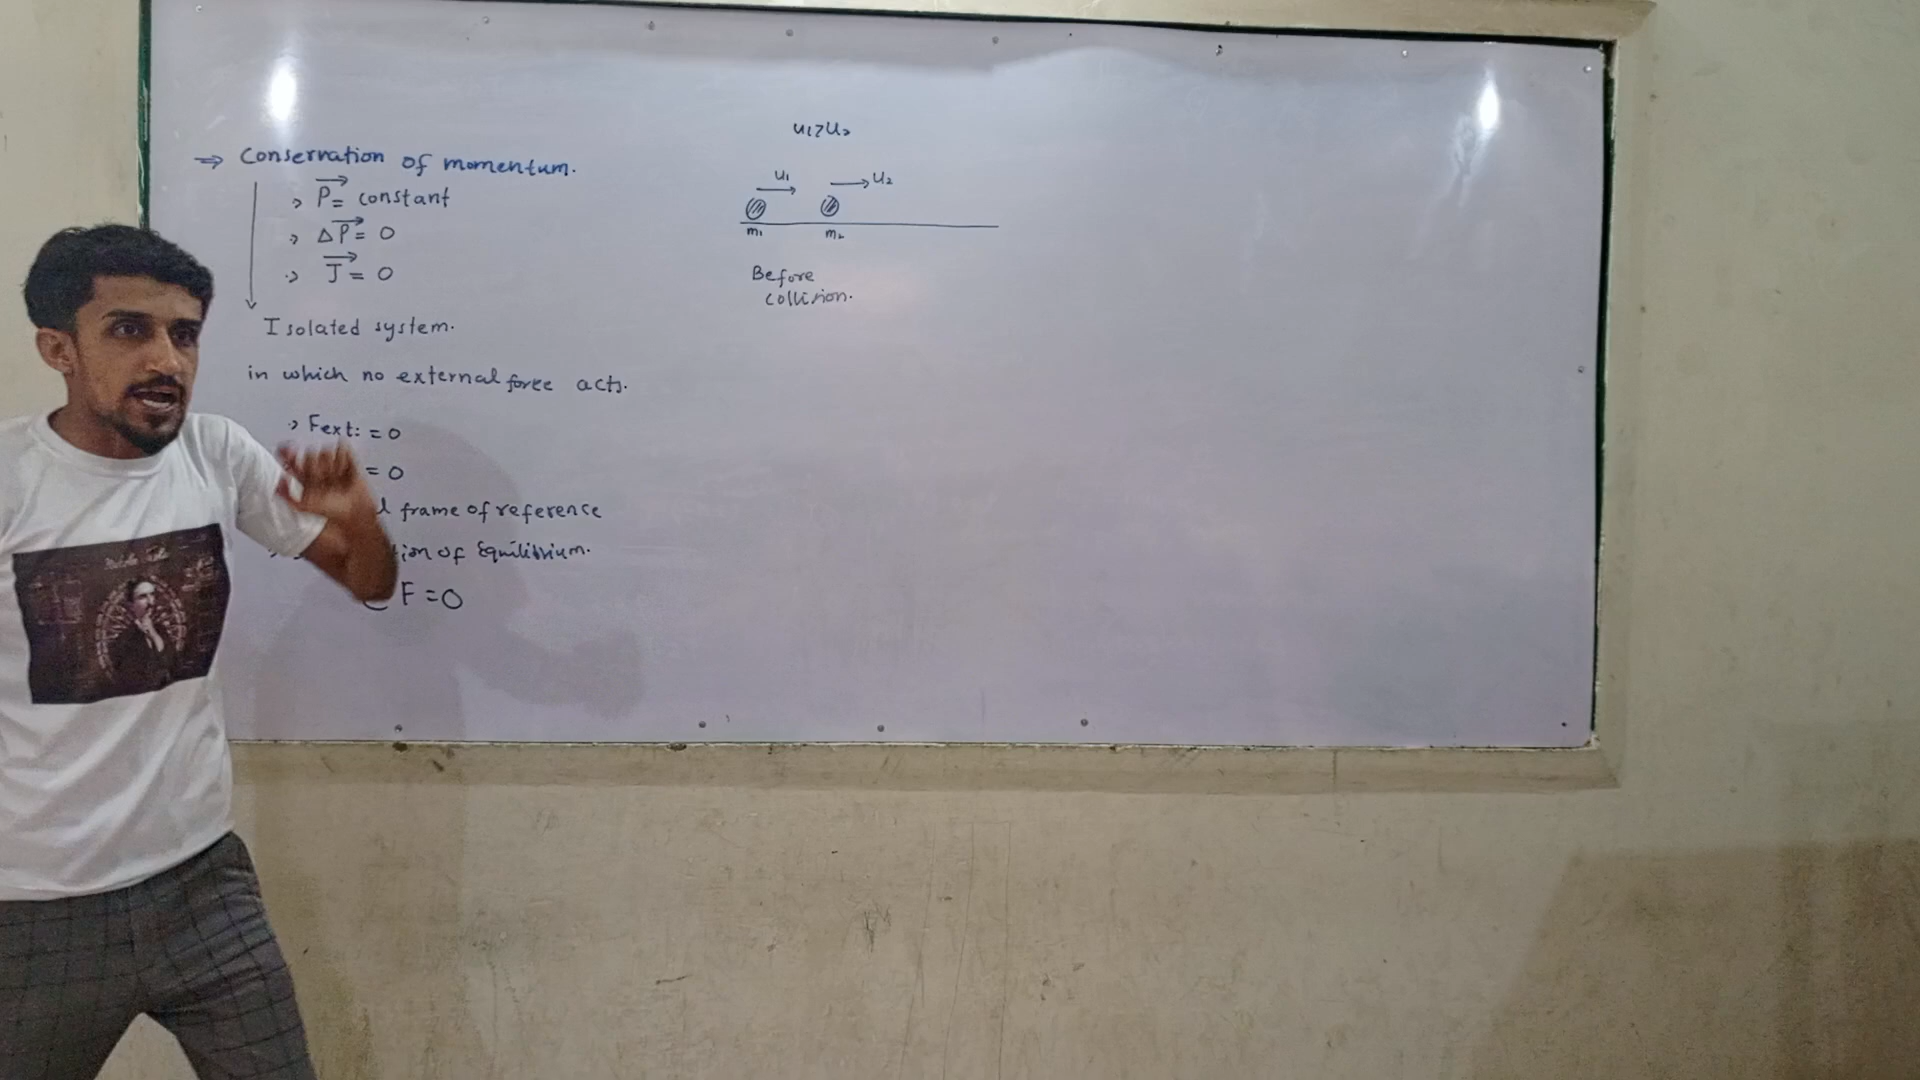 ⇒ Conservation of momentum.
→ P⃗ = constant
→ ΔP⃗ = 0
→ J⃗ = 0
Isolated system.
in which no external force acts.
→ Fext: = 0
= 0
frame of reference
of Equilibrium.
F = 0
u₁>u₂
u₁ u₂
m₁ m₂
Before
collision.